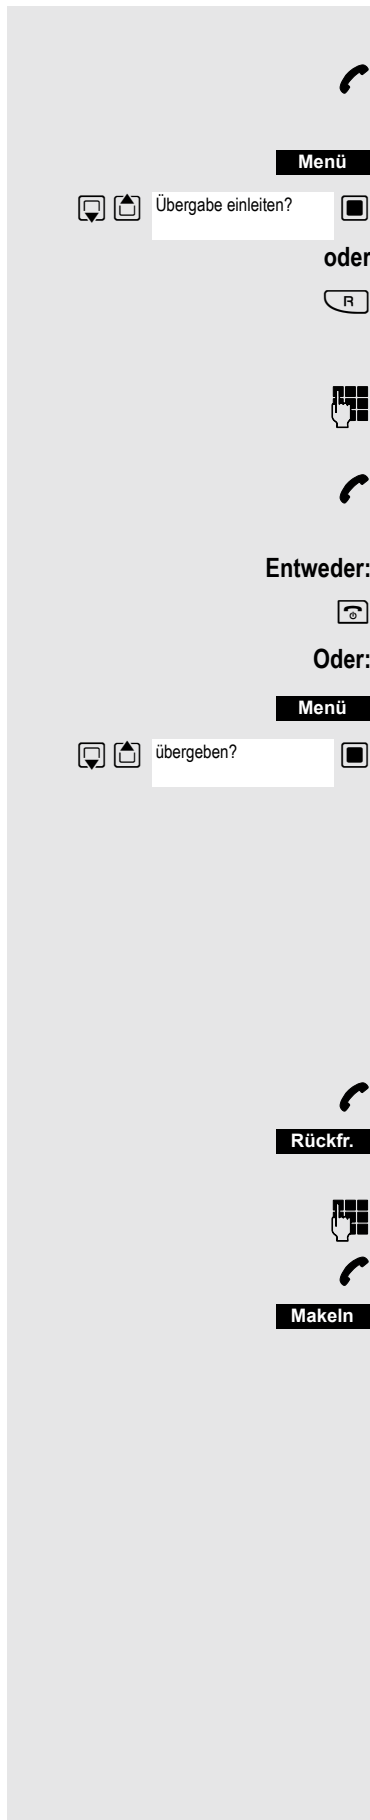 Menü
Übergabe einleiten?
oder
R
Entweder:
Oder:
Menü
übergeben?
Rückfr.
Makeln